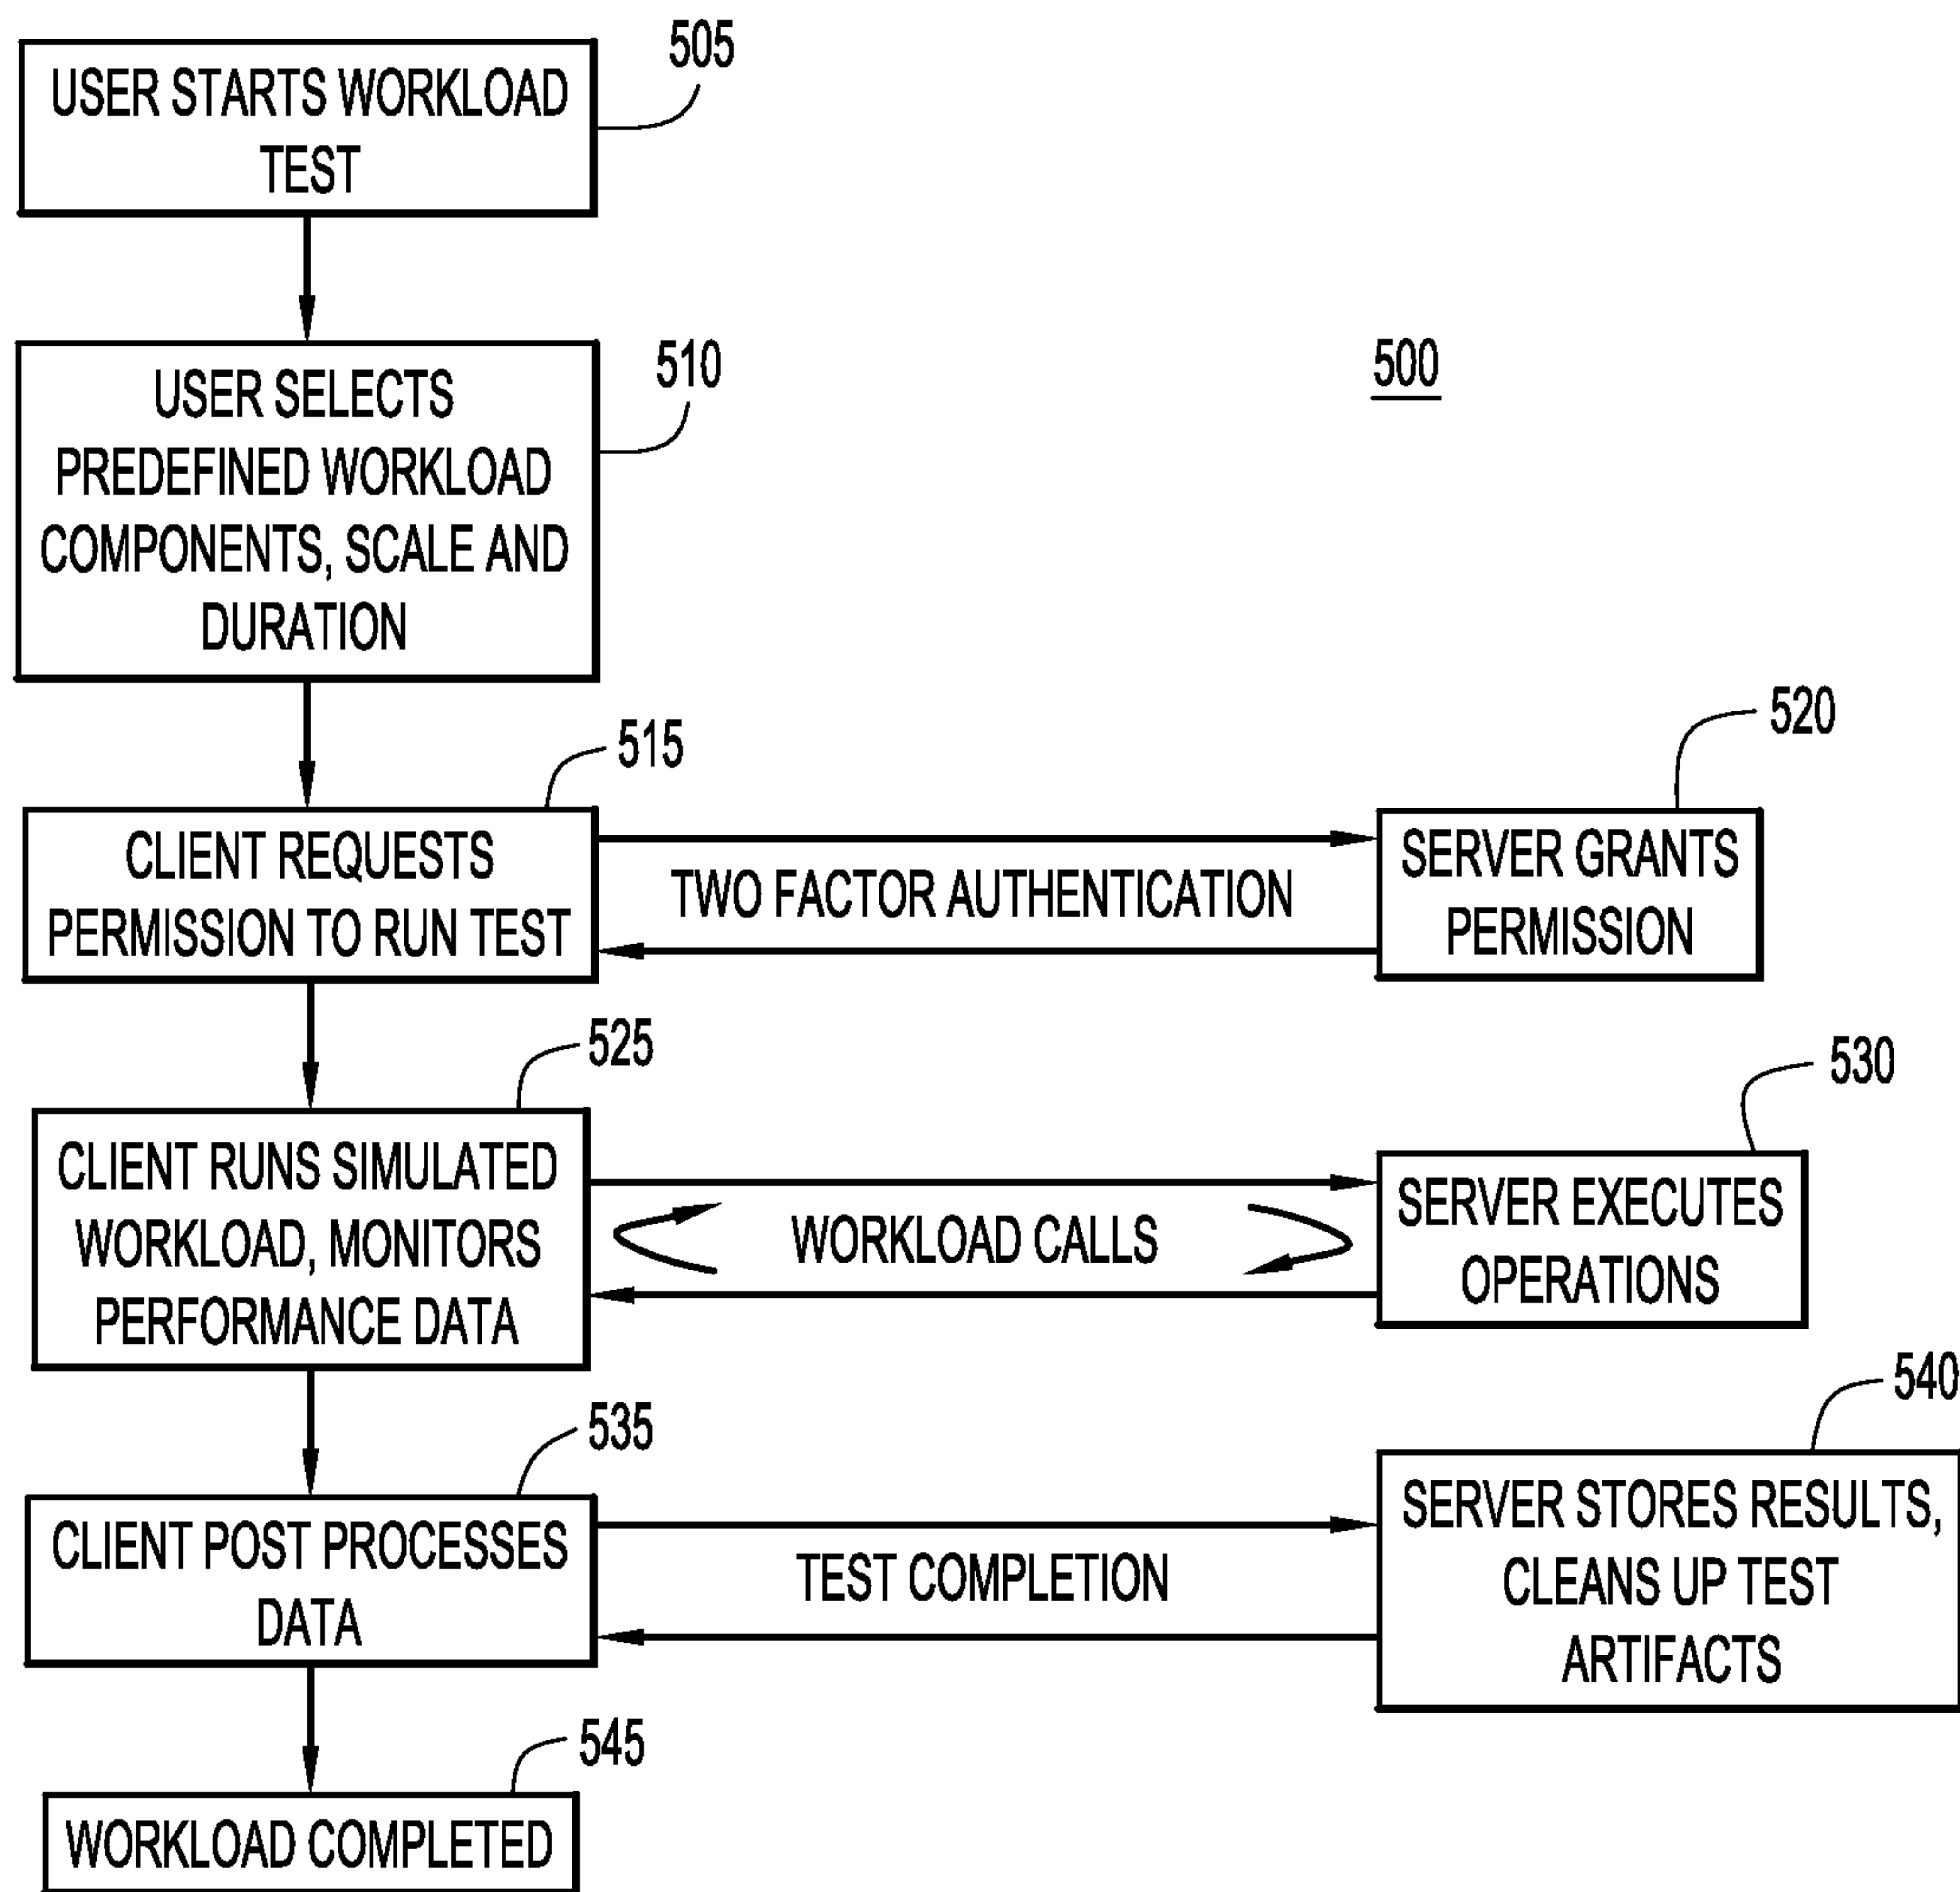 505
USER STARTS WORKLOAD
TEST
510
500
USER SELECTS
PREDEFINED WORKLOAD
COMPONENTS, SCALE AND
DURATION
515
520
CLIENT REQUESTS
PERMISSION TO RUN TEST
TWO FACTOR AUTHENTICATION
SERVER GRANTS
PERMISSION
525
530
CLIENT RUNS SIMULATED
WORKLOAD, MONITORS
PERFORMANCE DATA
WORKLOAD CALLS
SERVER EXECUTES
OPERATIONS
535
540
CLIENT POST PROCESSES
DATA
TEST COMPLETION
SERVER STORES RESULTS,
CLEANS UP TEST
ARTIFACTS
545
WORKLOAD COMPLETED